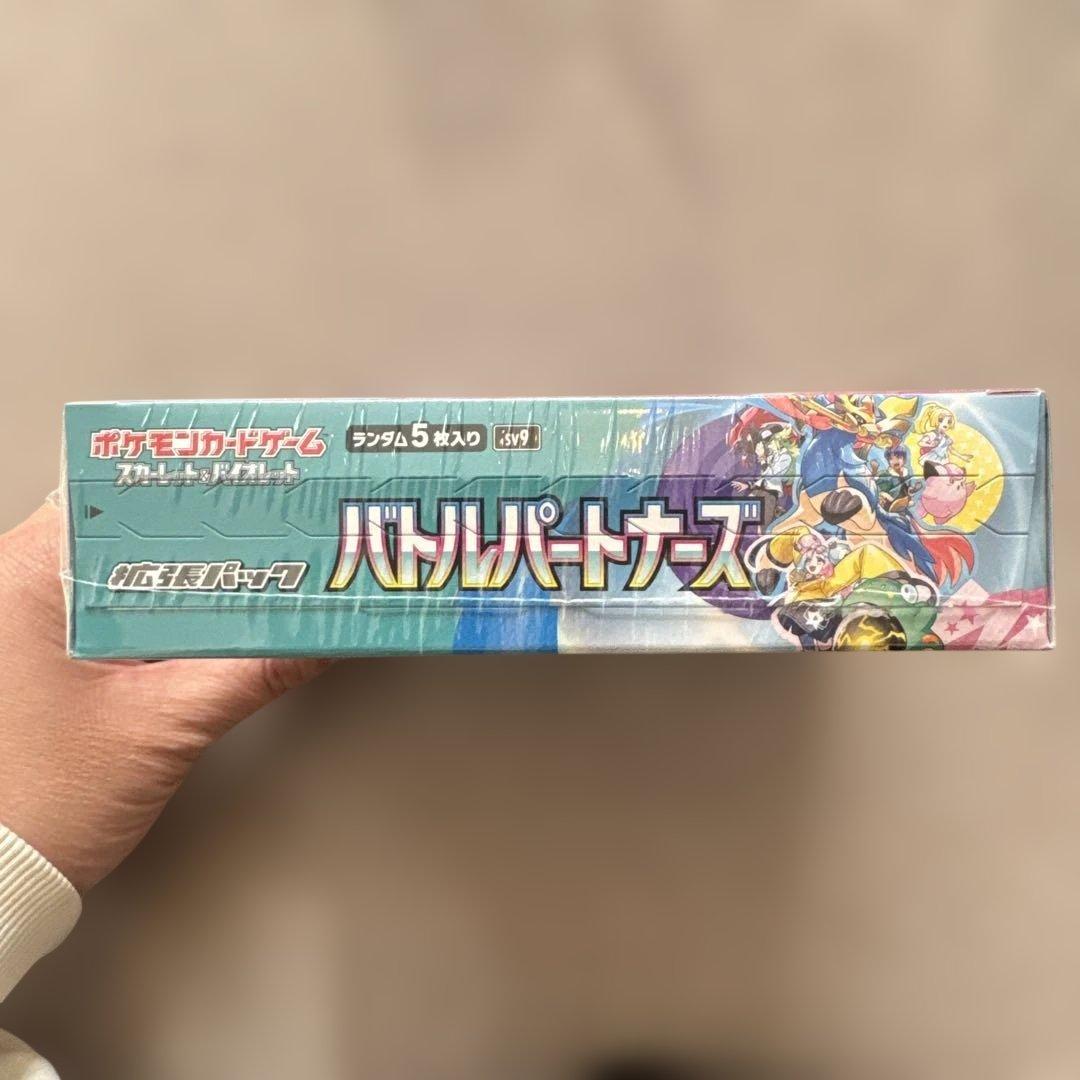 ポケモンカードゲーム
スカーレット&バイオレット
ランダム5枚入り
sv9
拡張パック
バトルパートナーズ